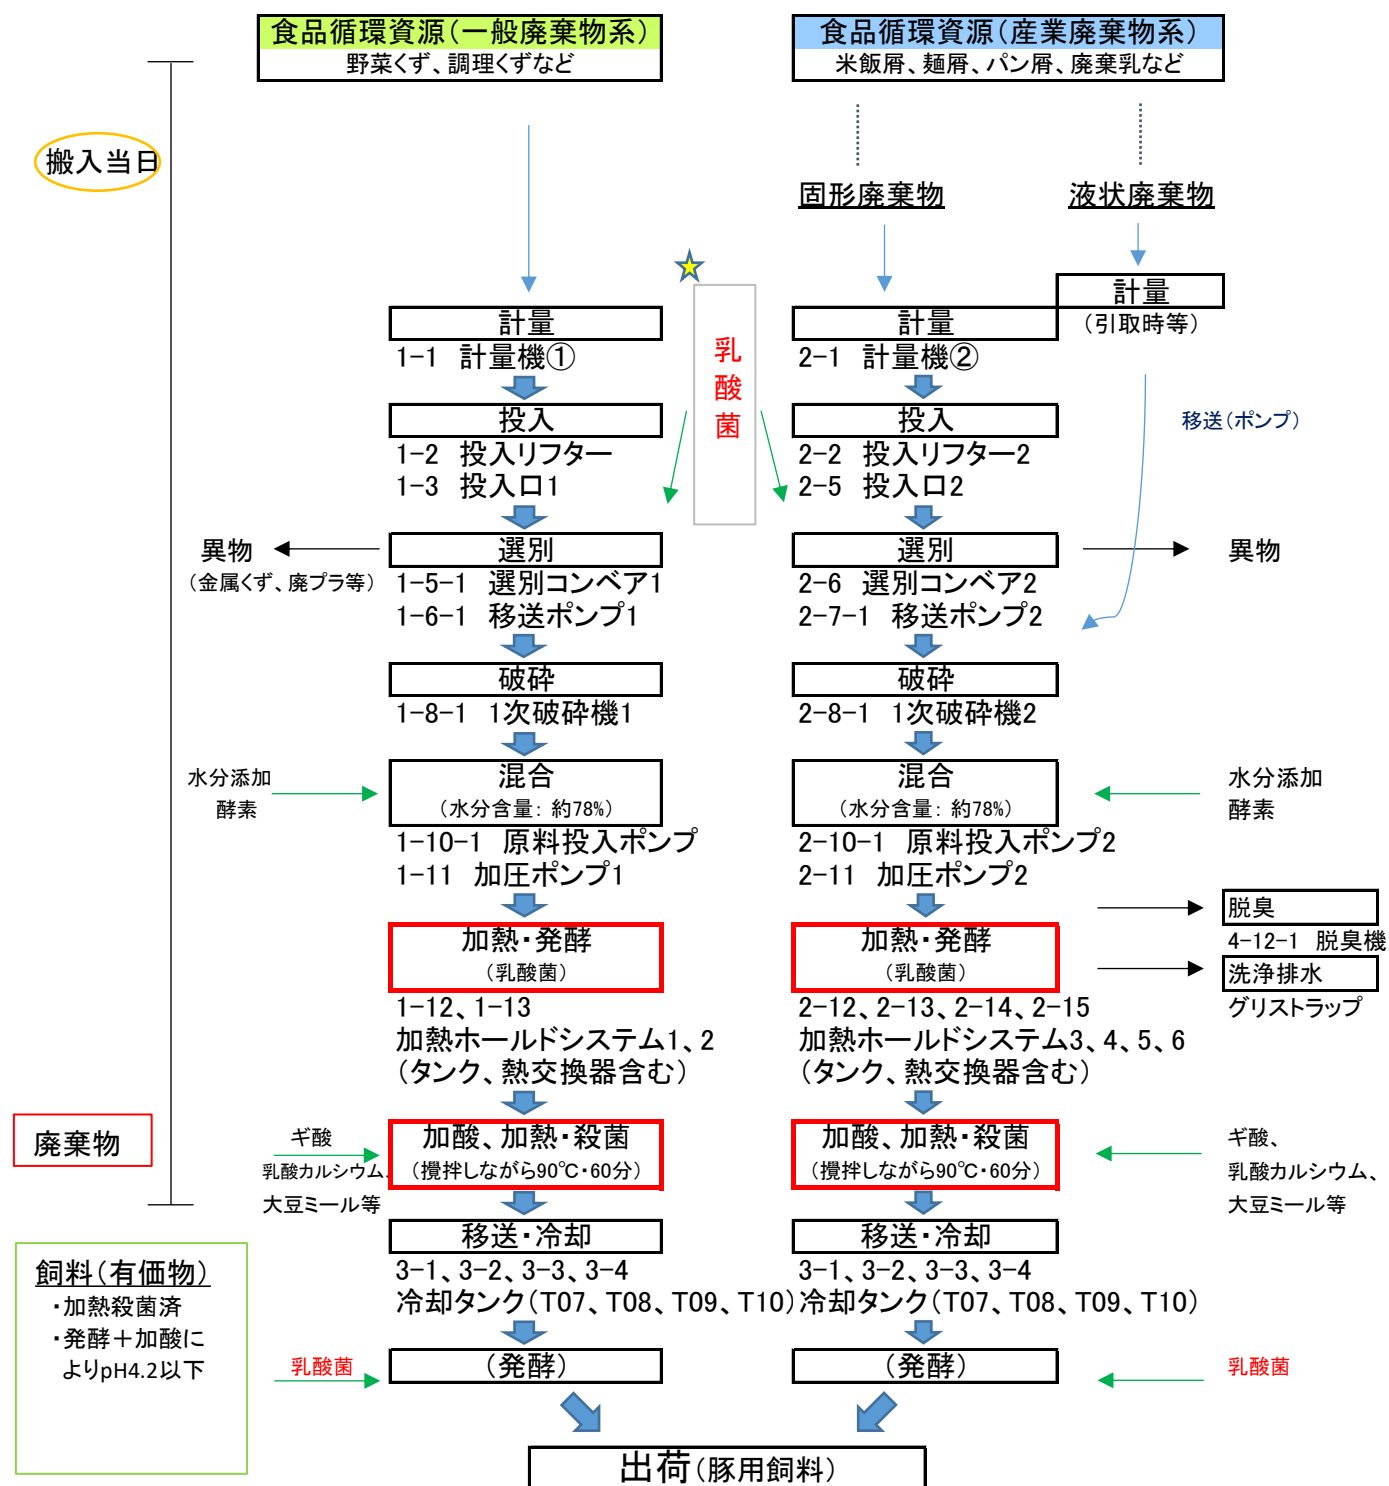 食品循環資源(一般廃棄物系)
野菜くず、調理くずなど
食品循環資源(産業廃棄物系)
米飯屑、麺屑、パン屑、廃棄乳など
搬入当日
固形廃棄物
液状廃棄物
計量
(引取時等)
計量
1-1 計量機①
乳
酸
菌
計量
2-1 計量機②
移送(ポンプ)
投入
1-2 投入リフター
1-3 投入口1
投入
2-2 投入リフター2
2-5 投入口2
異物
(金属くず、廃プラ等)
選別
1-5-1 選別コンベア1
1-6-1 移送ポンプ1
選別
2-6 選別コンベア2
2-7-1 移送ポンプ2
異物
破砕
1-8-1 1次破砕機1
破砕
2-8-1 1次破砕機2
水分添加
酵素
混合
(水分含量: 約78%)
1-10-1 原料投入ポンプ
1-11 加圧ポンプ1
混合
(水分含量: 約78%)
2-10-1 原料投入ポンプ2
2-11 加圧ポンプ2
水分添加
酵素
加熱・発酵
(乳酸菌)
1-12、1-13
加熱ホールドシステム1、2
(タンク、熱交換器含む)
加熱・発酵
(乳酸菌)
2-12、2-13、2-14、2-15
加熱ホールドシステム3、4、5、6
(タンク、熱交換器含む)
脱臭
4-12-1 脱臭機
洗浄排水
グリストラップ
廃棄物
ギ酸
乳酸カルシウム、
大豆ミール等
加酸、加熱・殺菌
(攪拌しながら90℃・60分)
加酸、加熱・殺菌
(攪拌しながら90℃・60分)
ギ酸、
乳酸カルシウム、
大豆ミール等
移送・冷却
3-1、3-2、3-3、3-4
冷却タンク(T07、T08、T09、T10)
移送・冷却
3-1、3-2、3-3、3-4
冷却タンク(T07、T08、T09、T10)
飼料(有価物)
・加熱殺菌済
・発酵+加酸に
よりpH4.2以下
乳酸菌
(発酵)
(発酵)
乳酸菌
出荷(豚用飼料)